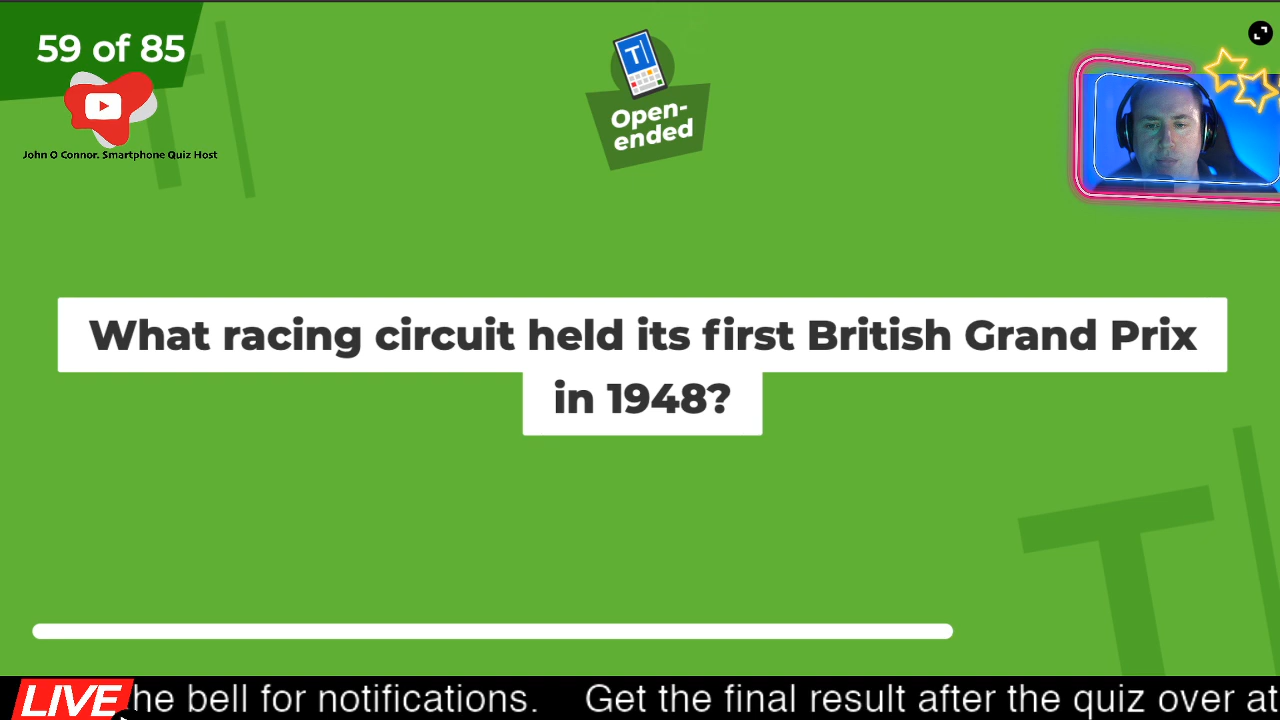 59 of 85
John O Connor. Smartphone Quiz Host
T
Open-
ended
What racing circuit held its first British Grand Prix
in 1948?
LIVE he bell for notifications. Get the final result after the quiz over at